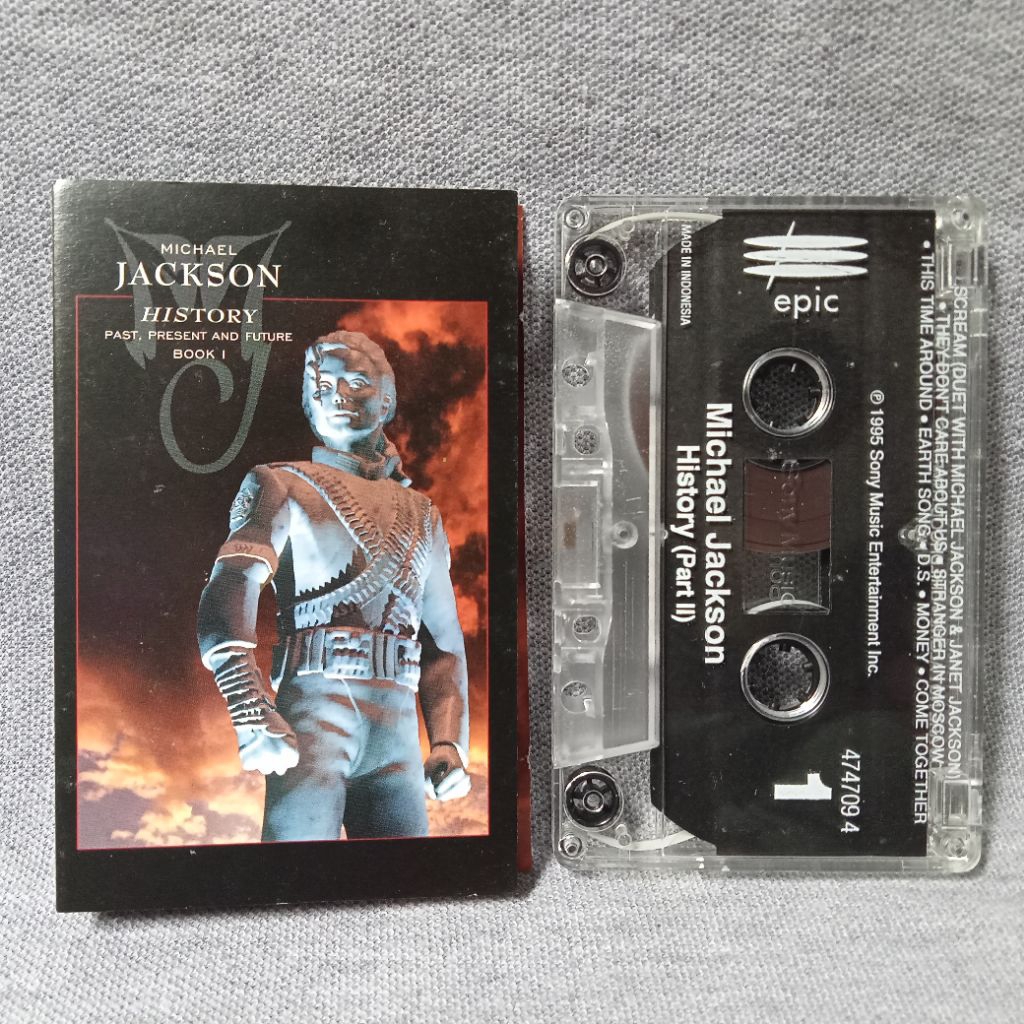 MICHAEL
JACKSON
HISTORY
PAST, PRESENT AND FUTURE
BOOK I
MADE IN INDONESIA
epic
Michael Jackson
History (Part II)
℗ 1995 Sony Music Entertainment Inc.
474709 4
1
SCREAM (DUET WITH MICHAEL JACKSON & JANET JACKSON)
• THEY DON'T CARE ABOUT US • STRANGER IN MOSCOW
• THIS TIME AROUND • EARTH SONG • D.S. • MONEY • COME TOGETHER